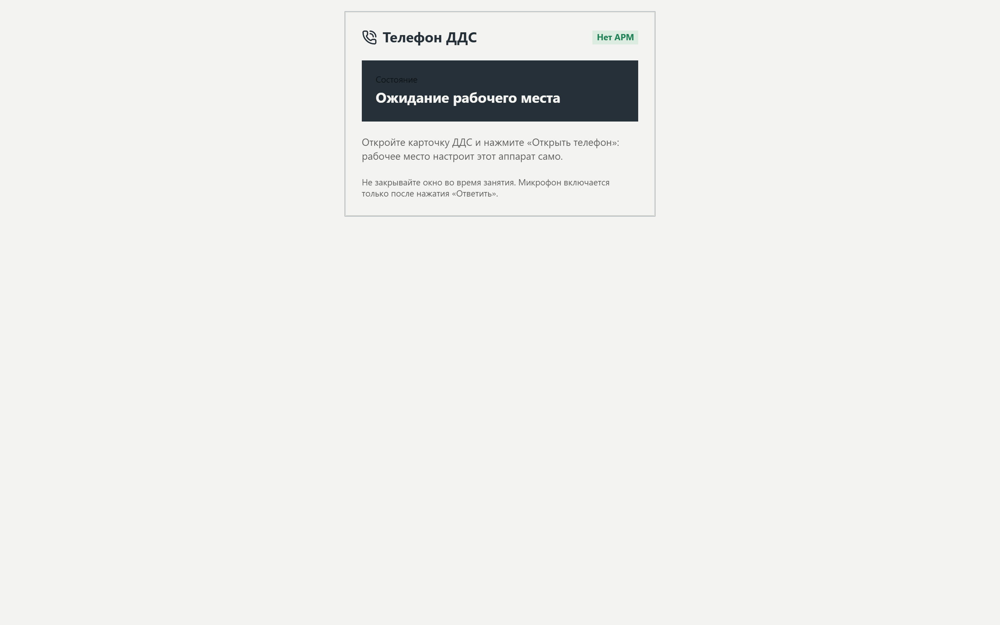 Телефон ДДС
Нет АРМ
Состояние
Ожидание рабочего места
Откройте карточку ДДС и нажмите «Открыть телефон»:
рабочее место настроит этот аппарат само.
Не закрывайте окно во время занятия. Микрофон включается
только после нажатия «Ответить».